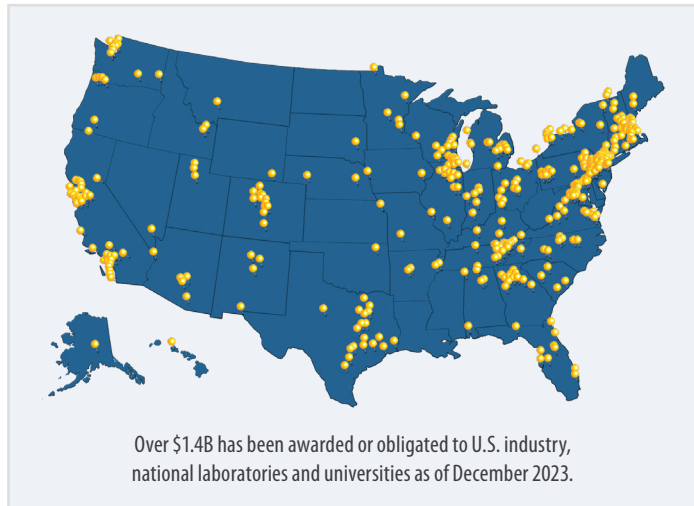 Over $1.4B has been awarded or obligated to U.S. industry,
national laboratories and universities as of December 2023.